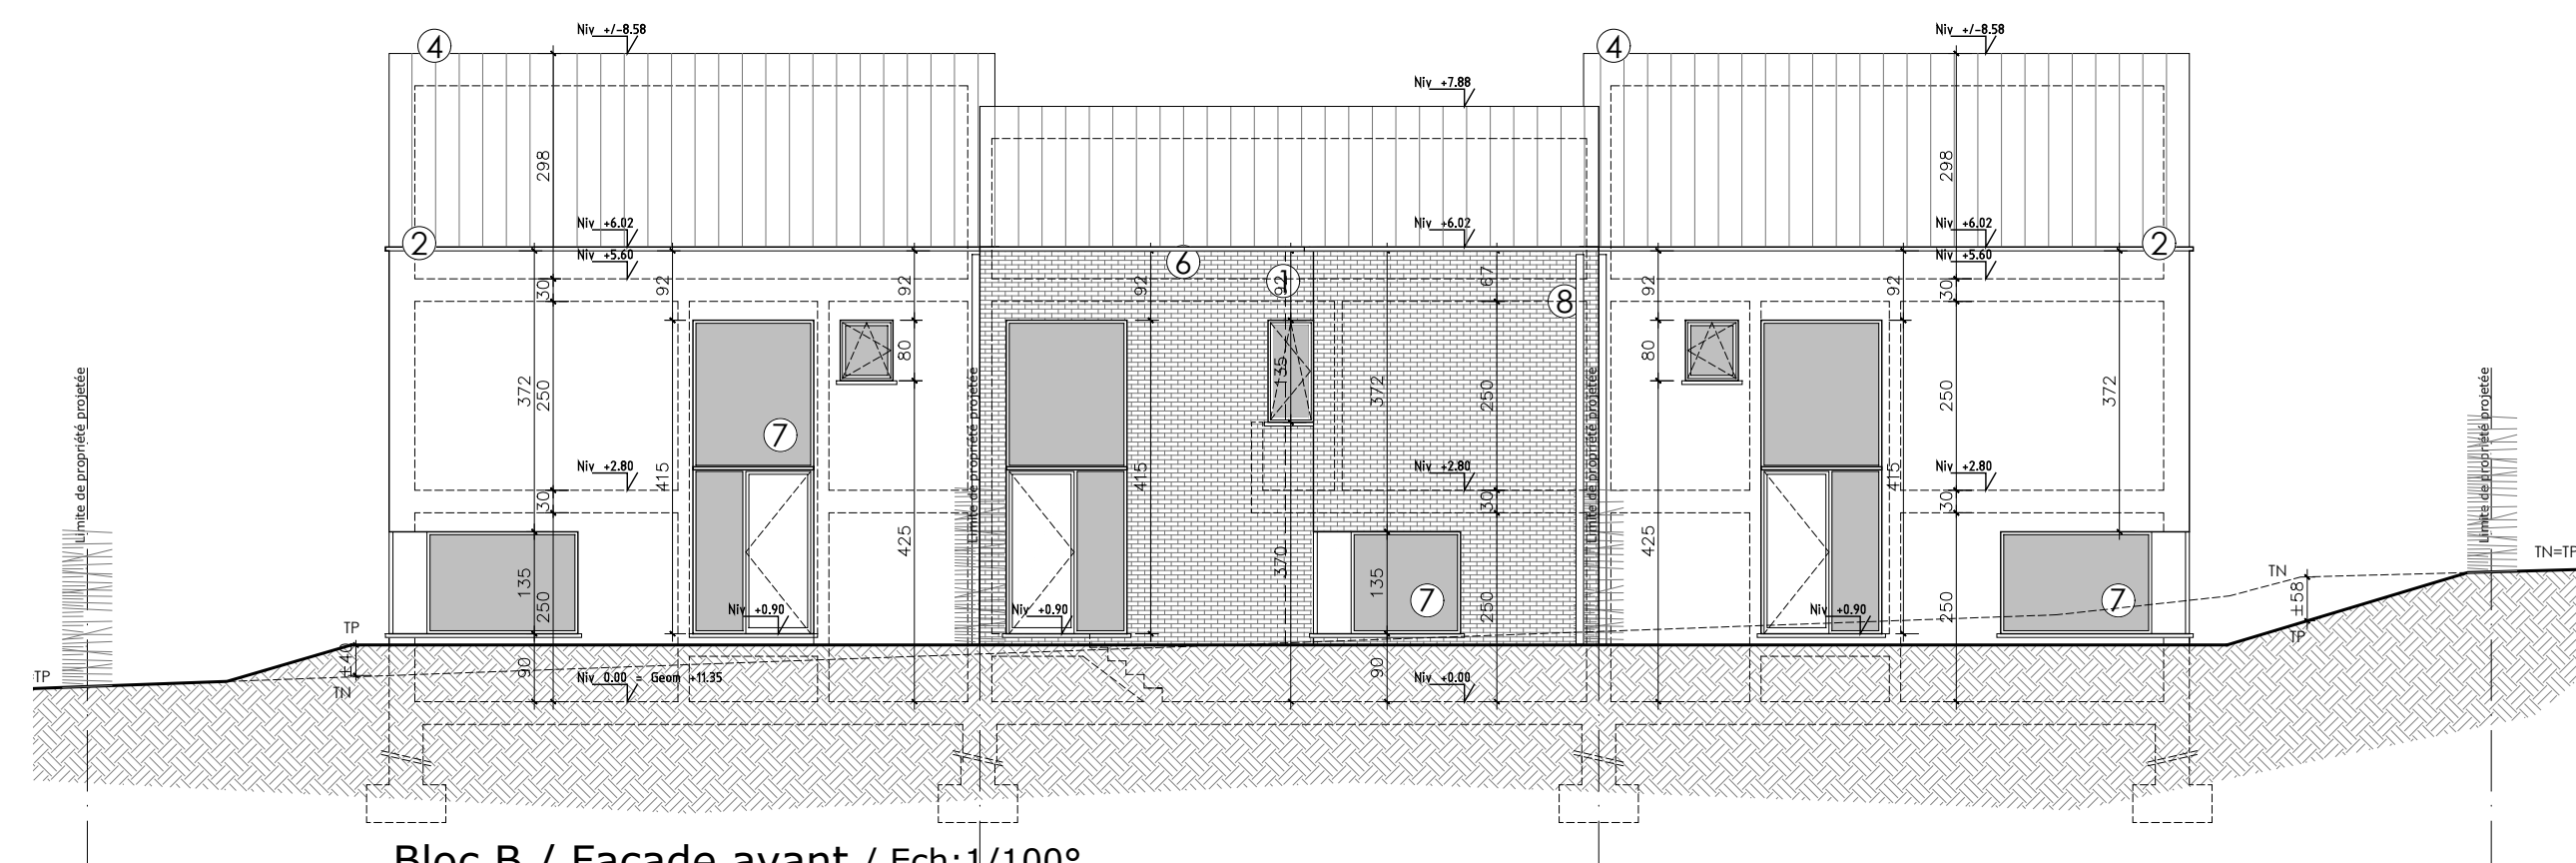 4
Niv +/-8.58
4
Niv +/-8.58
Niv +7.88
298
298
2
Niv +6.02
Niv +5.60
Niv +6.02
Niv +6.02
Niv +5.60
2
6
1
8
30
92
92
92
92
67
92
92
30
372
250
80
135
372
250
80
250
372
7
Limite de propriété projetée
Limite de propriété projetée
Limite de propriété projetée
Limite de propriété projetée
Niv +2.80
415
415
Niv +2.80
415
Niv +2.80
30
30
30
425
370
425
135
250
135
250
250
7
7
Niv +0.90
Niv +0.90
Niv +0.90
TN=TP
TN
±58
TP
TP
±40
TN
=TP
90
Niv 0.00 = Geom +11.35
90
Niv +0.00
Bloc B / Façade avant / Ech:1/100°